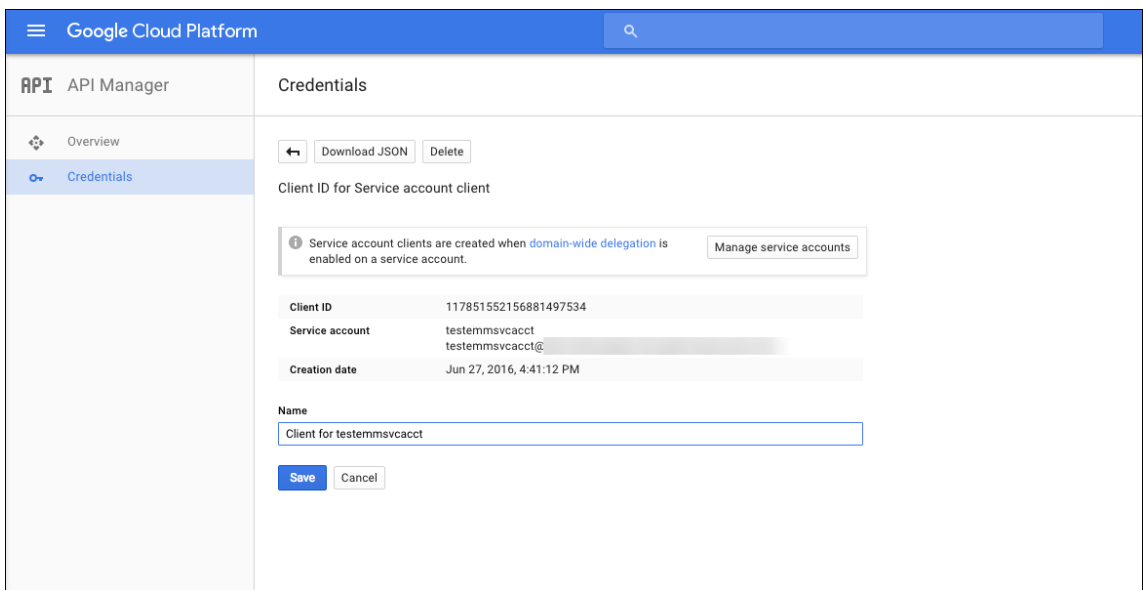 Google Cloud Platform
API API Manager
Credentials
Overview
Credentials
Download JSON
Delete
Client ID for Service account client
Service account clients are created when domain-wide delegation is
enabled on a service account.
Manage service accounts
Client ID 117851552156881497534
Service account testemmsvcacct
testemmsvcacct@
Creation date Jun 27, 2016, 4:41:12 PM
Name
Client for testemmsvcacct
Save Cancel